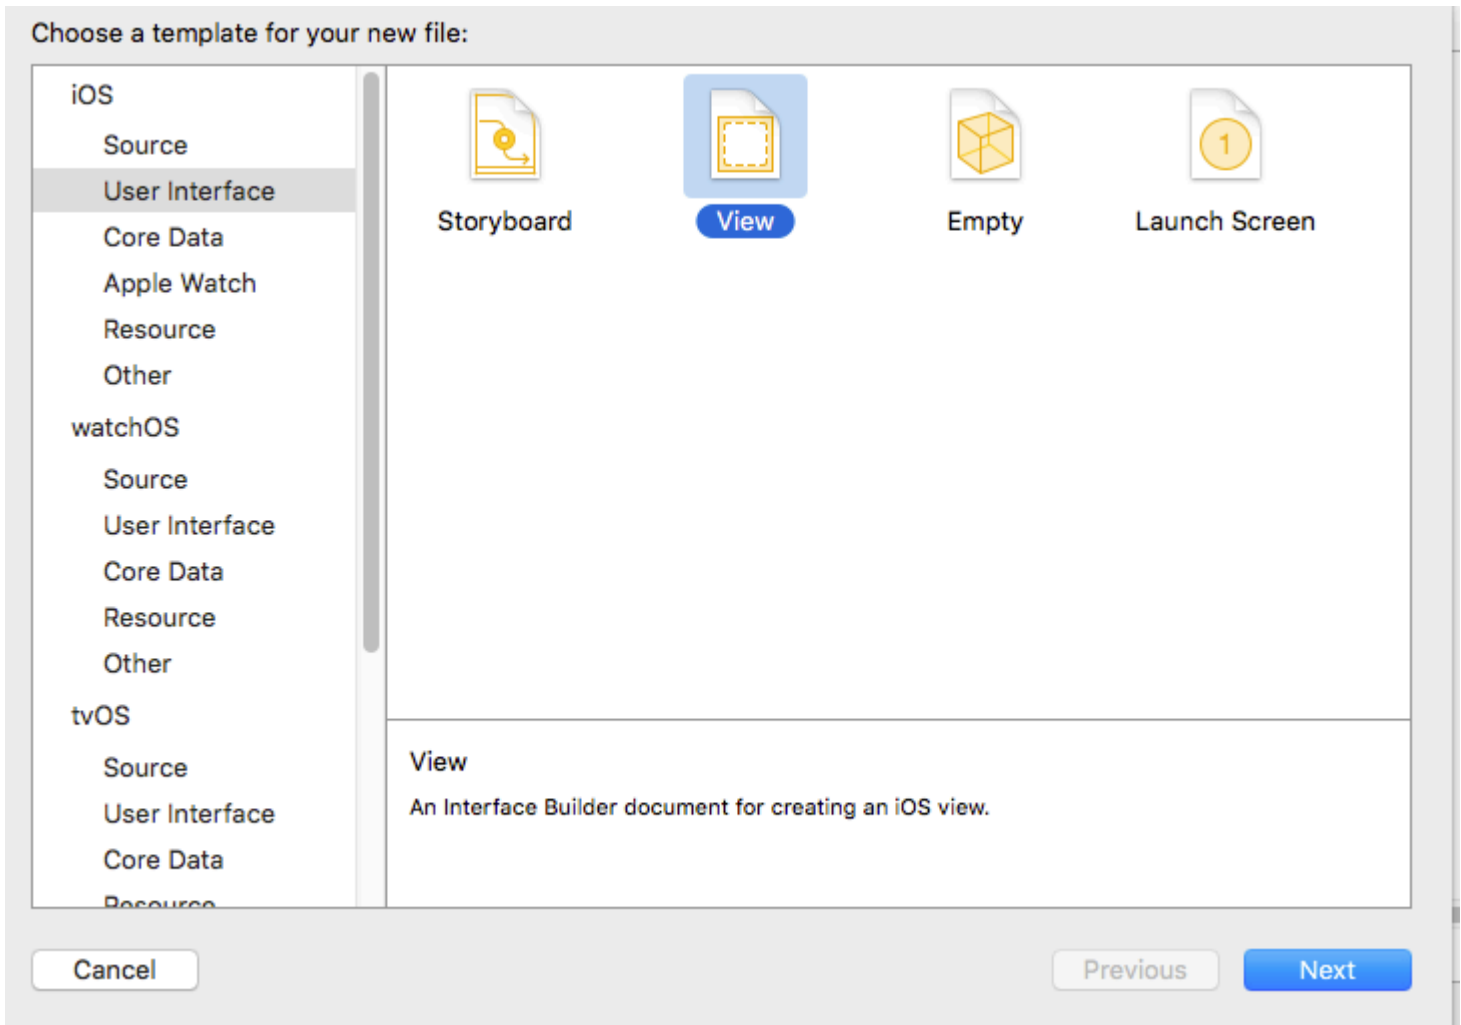 Choose a template for your new file:
iOS
Source
User Interface
Core Data
Apple Watch
Resource
Other
watchOS
Source
User Interface
Core Data
Resource
Other
tvOS
Source
User Interface
Core Data
Resource
Storyboard
View
Empty
1
Launch Screen
View
An Interface Builder document for creating an iOS view.
Cancel
Previous
Next